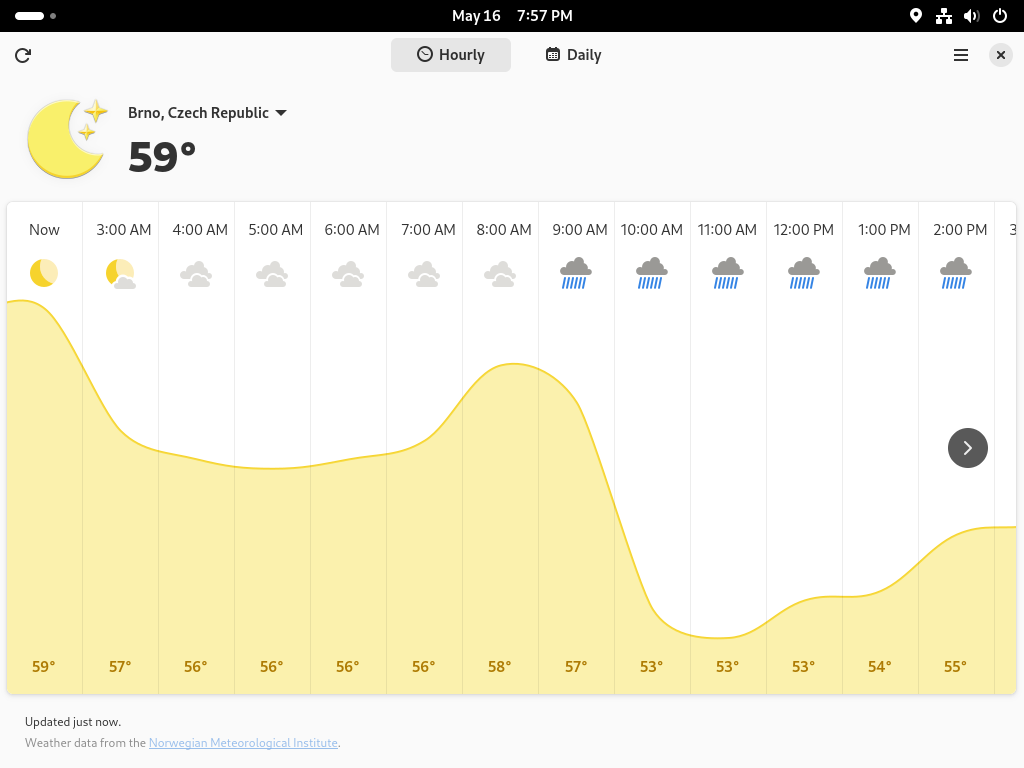 May 16 7:57 PM
Hourly Daily
Brno, Czech Republic
59°
Now 3:00 AM 4:00 AM 5:00 AM 6:00 AM 7:00 AM 8:00 AM 9:00 AM 10:00 AM 11:00 AM 12:00 PM 1:00 PM 2:00 PM 3
59° 57° 56° 56° 56° 56° 58° 57° 53° 53° 53° 54° 55°
Updated just now.
Weather data from the Norwegian Meteorological Institute.